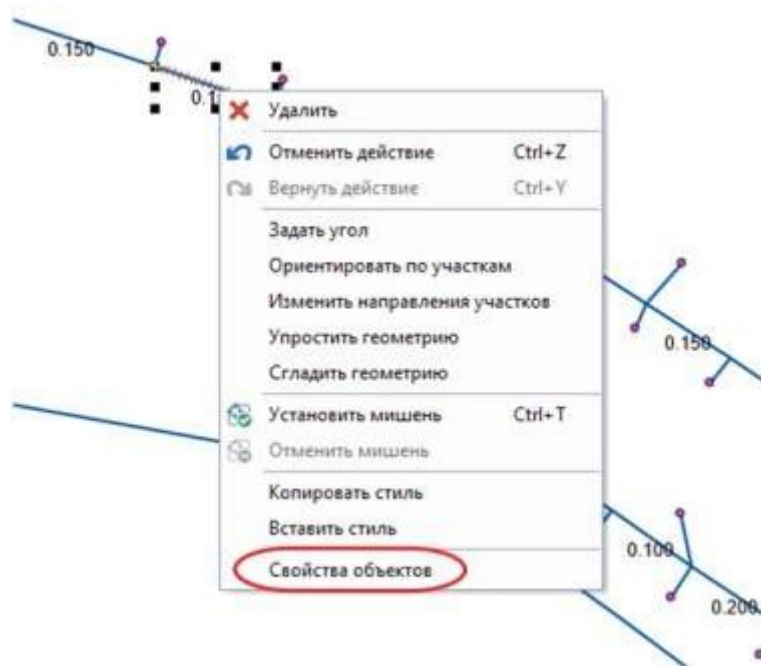 0.150
0.1
Удалить
Отменить действие Ctrl+Z
Вернуть действие Ctrl+Y
Задать угол
Ориентировать по участкам
Изменить направления участков
Упростить геометрию
Сгладить геометрию
0.150
Установить мишень Ctrl+T
Отменить мишень
Копировать стиль
Вставить стиль
0.100
Свойства объектов
0.200